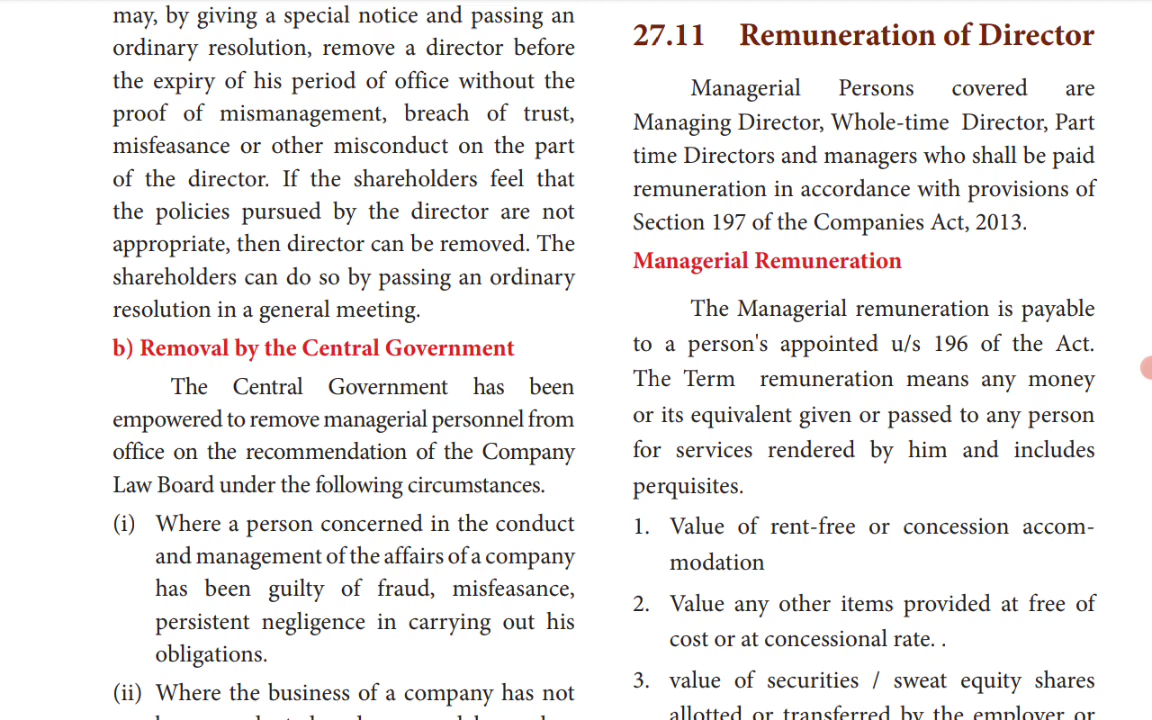 may, by giving a special notice and passing an
ordinary resolution, remove a director before
the expiry of his period of office without the
proof of mismanagement, breach of trust,
misfeasance or other misconduct on the part
of the director. If the shareholders feel that
the policies pursued by the director are not
appropriate, then director can be removed. The
shareholders can do so by passing an ordinary
resolution in a general meeting.
b) Removal by the Central Government
The Central Government has been
empowered to remove managerial personnel from
office on the recommendation of the Company
Law Board under the following circumstances.
(i) Where a person concerned in the conduct
and management of the affairs of a company
has been guilty of fraud, misfeasance,
persistent negligence in carrying out his
obligations.
(ii) Where the business of a company has not
27.11 Remuneration of Director
Managerial Persons covered are
Managing Director, Whole-time Director, Part
time Directors and managers who shall be paid
remuneration in accordance with provisions of
Section 197 of the Companies Act, 2013.
Managerial Remuneration
The Managerial remuneration is payable
to a person's appointed u/s 196 of the Act.
The Term remuneration means any money
or its equivalent given or passed to any person
for services rendered by him and includes
perquisites.
1. Value of rent-free or concession accom-
modation
2. Value any other items provided at free of
cost or at concessional rate. .
3. value of securities / sweat equity shares
allotted or transferred by the employer or